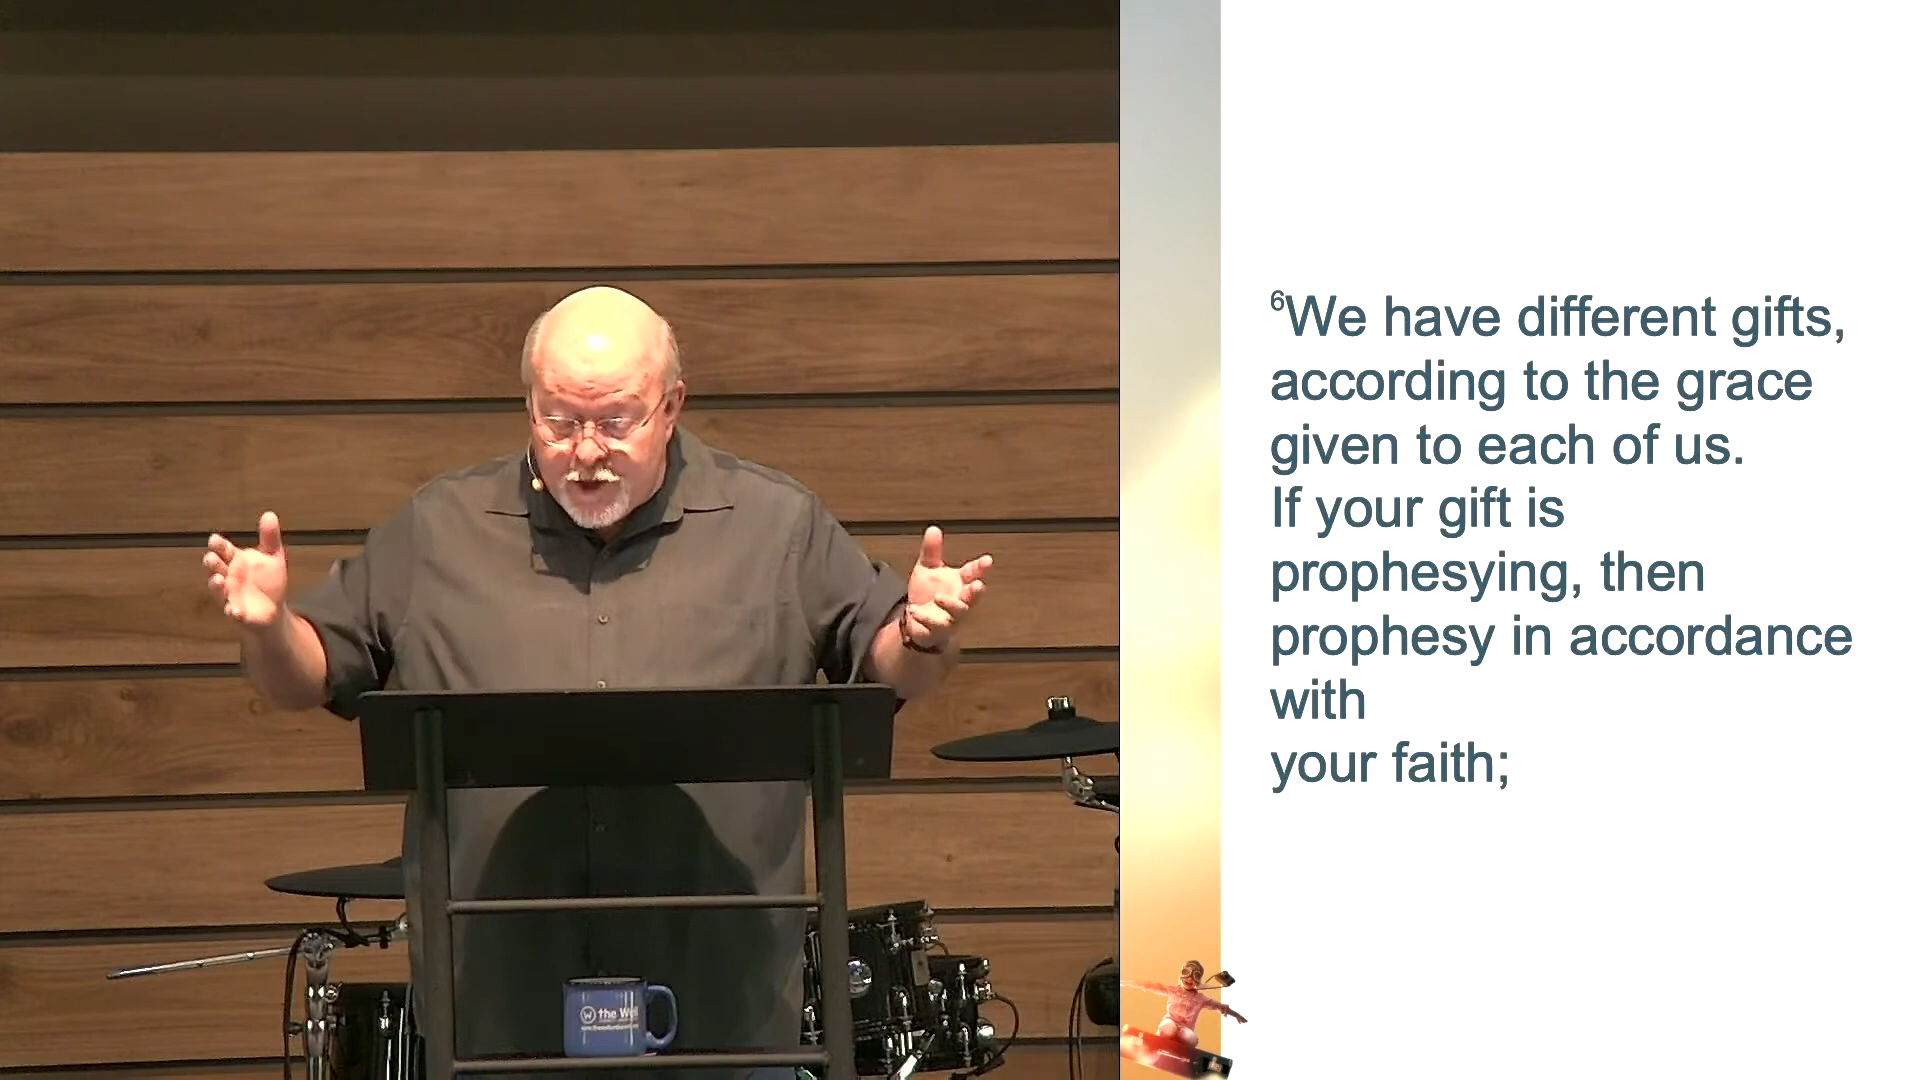 ⁶We have different gifts,
according to the grace
given to each of us.
If your gift is
prophesying, then
prophesy in accordance
with
your faith;
the Well